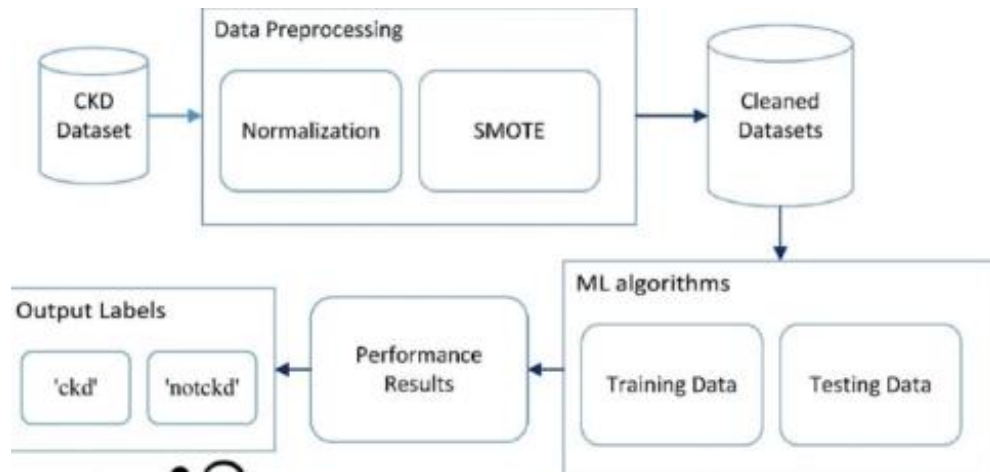 Data Preprocessing
CKD
Dataset
Normalization
SMOTE
Cleaned
Datasets
ML algorithms
Training Data
Testing Data
Performance
Results
Output Labels
'ckd'
'notckd'